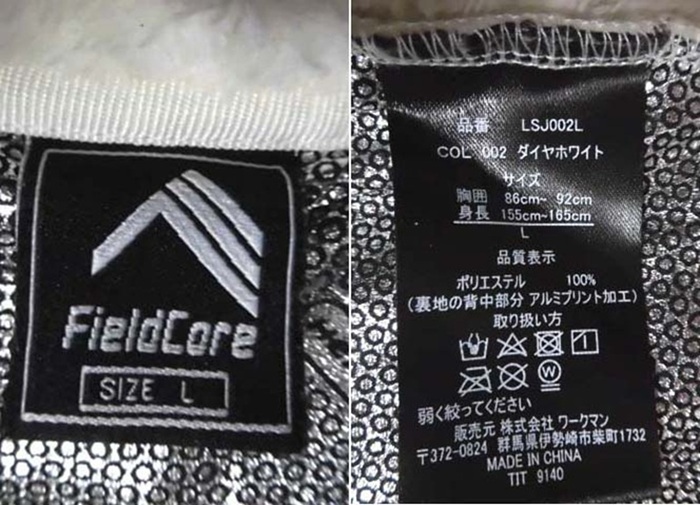 FieldCore
SIZE L
品番 LSJ002L
COL 002 ダイヤホワイト
サイズ
胸囲 86cm~ 92cm
身長 155cm~165cm
L
品質表示
ポリエステル 100%
(裏地の背中部分 アルミプリント加工)
取り扱い方
弱く絞ってください
販売元 株式会社 ワークマン
〒372-0824 群馬県伊勢崎市柴町1732
MADE IN CHINA
TIT 9140